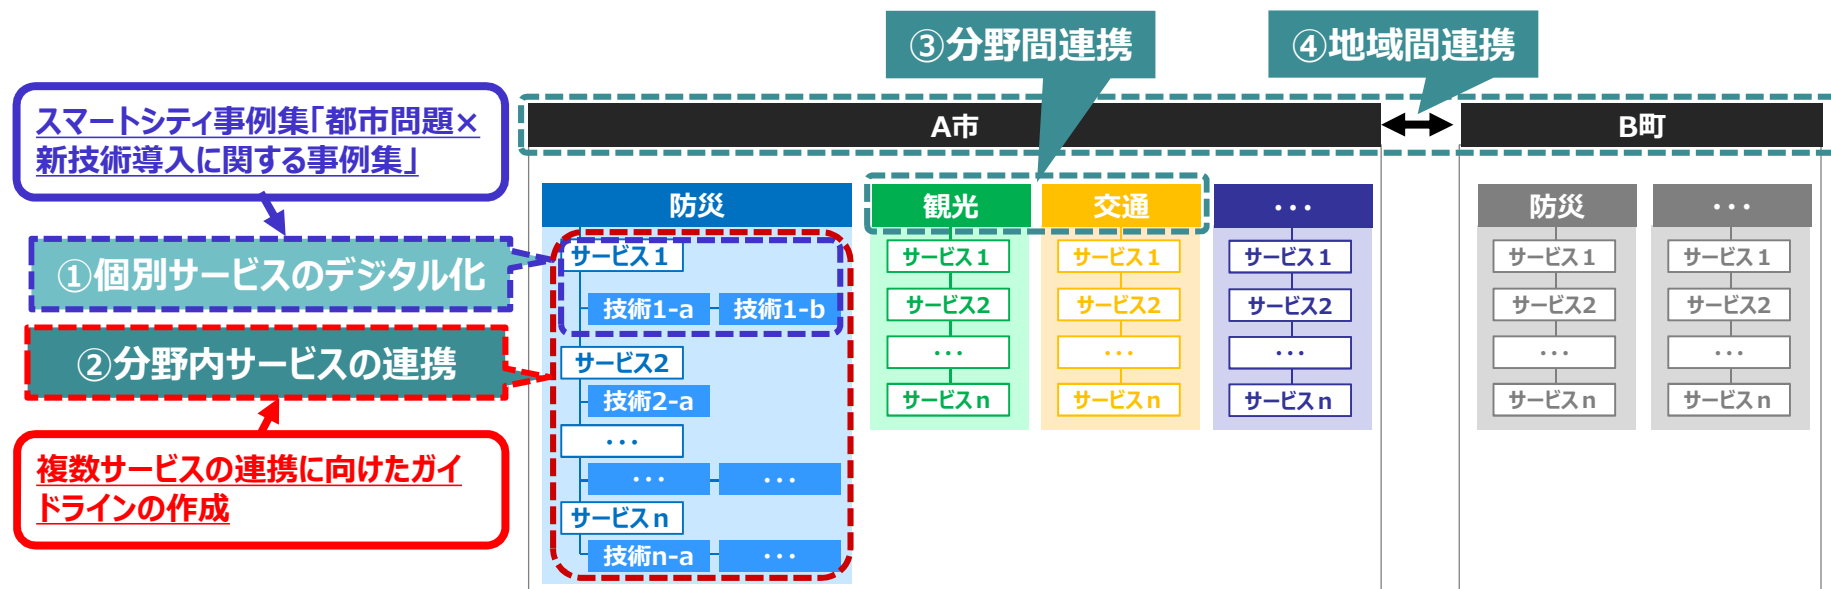 ③分野間連携
④地域間連携
スマートシティ事例集「都市問題×
新技術導入に関する事例集」
①個別サービスのデジタル化
②分野内サービスの連携
複数サービスの連携に向けたガイ
ドラインの作成
A市
B町
防災
サービス1
技術1-a
技術1-b
サービス2
技術2-a
・・・
・・・
・・・
サービスn
技術n-a
・・・
観光
サービス1
サービス2
・・・
サービスn
交通
サービス1
サービス2
・・・
サービスn
・・・
サービス1
サービス2
・・・
サービスn
防災
サービス1
サービス2
・・・
サービスn
・・・
サービス1
サービス2
・・・
サービスn